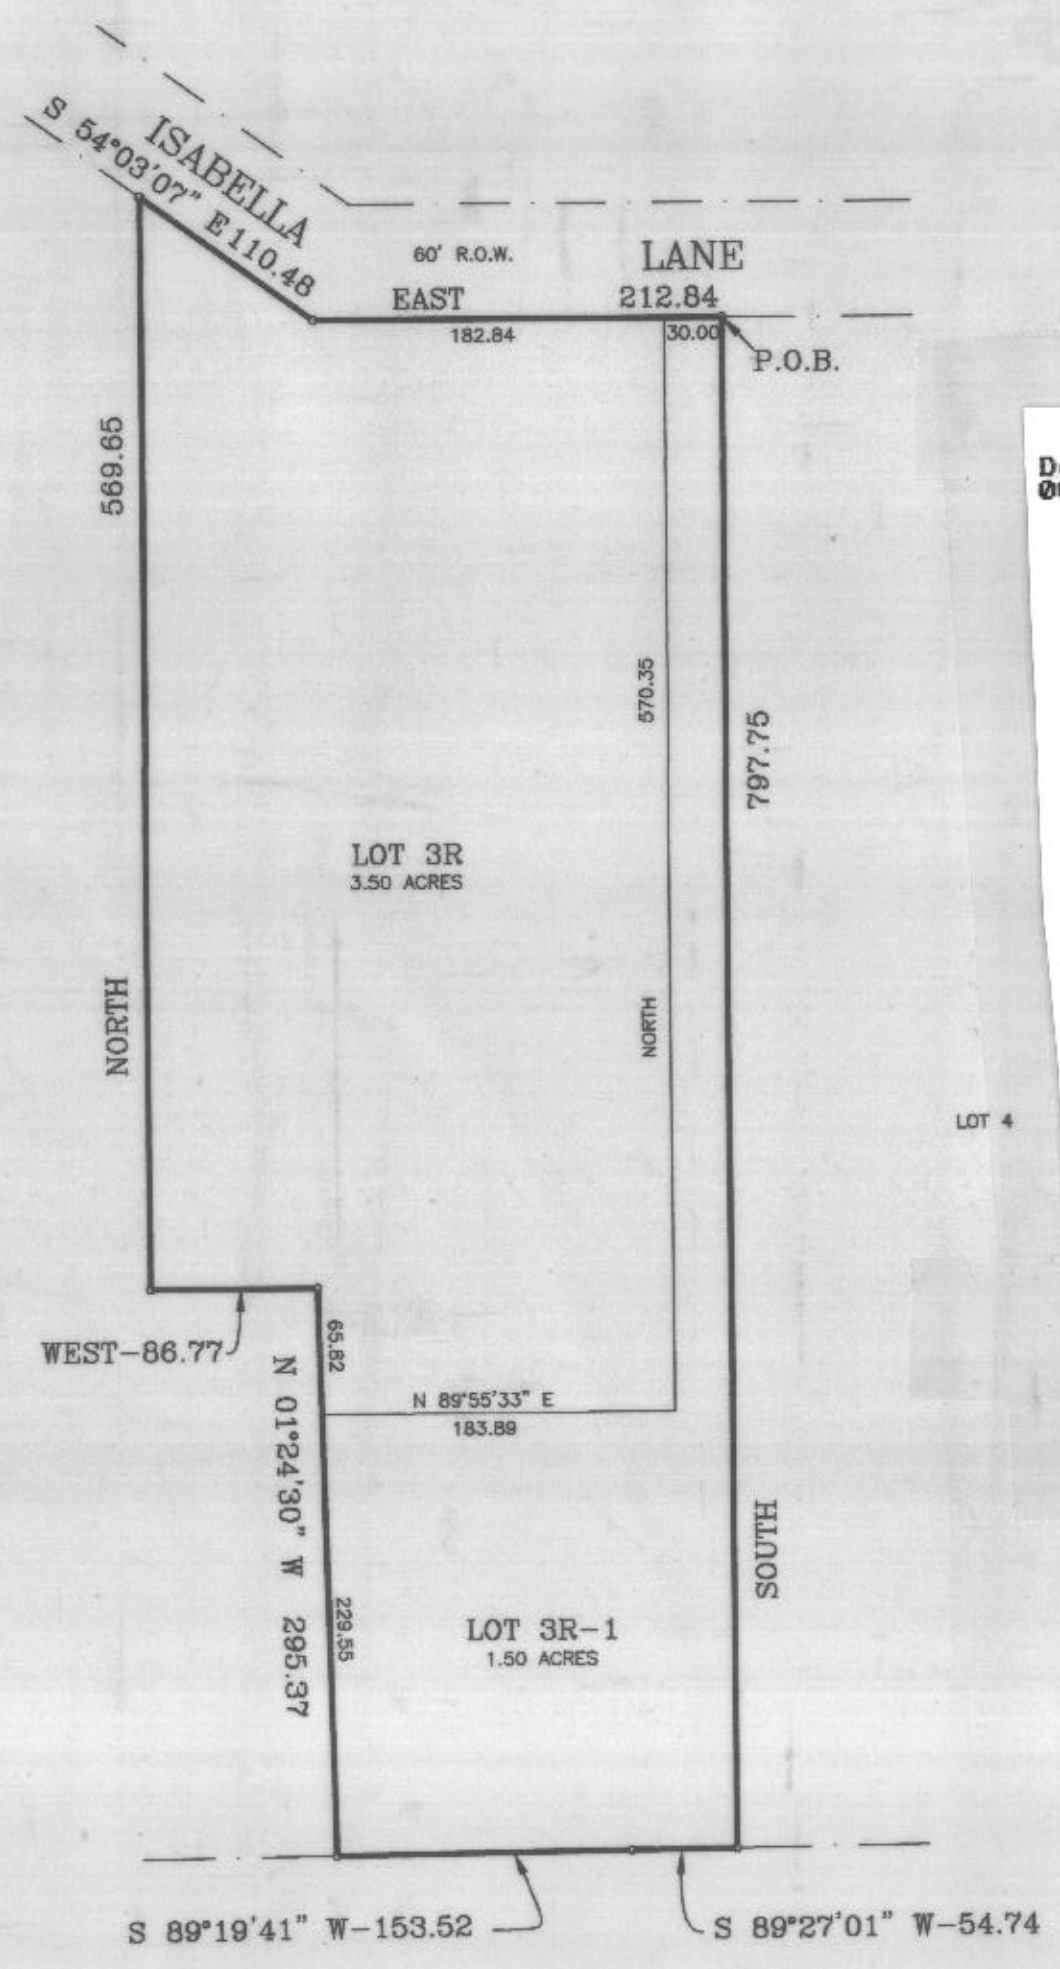 S 54°03'07" E 110.48
ISABELLA
LANE
60' R.O.W.
EAST
212.84
182.84
30.00
P.O.B.
569.65
NORTH
570.35
NORTH
797.75
SOUTH
LOT 3R
3.50 ACRES
LOT 4
WEST-86.77
65.82
N 01°24'30" W 295.37
N 89°55'33" E
183.89
229.55
LOT 3R-1
1.50 ACRES
S 89°19'41" W-153.52
S 89°27'01" W-54.74